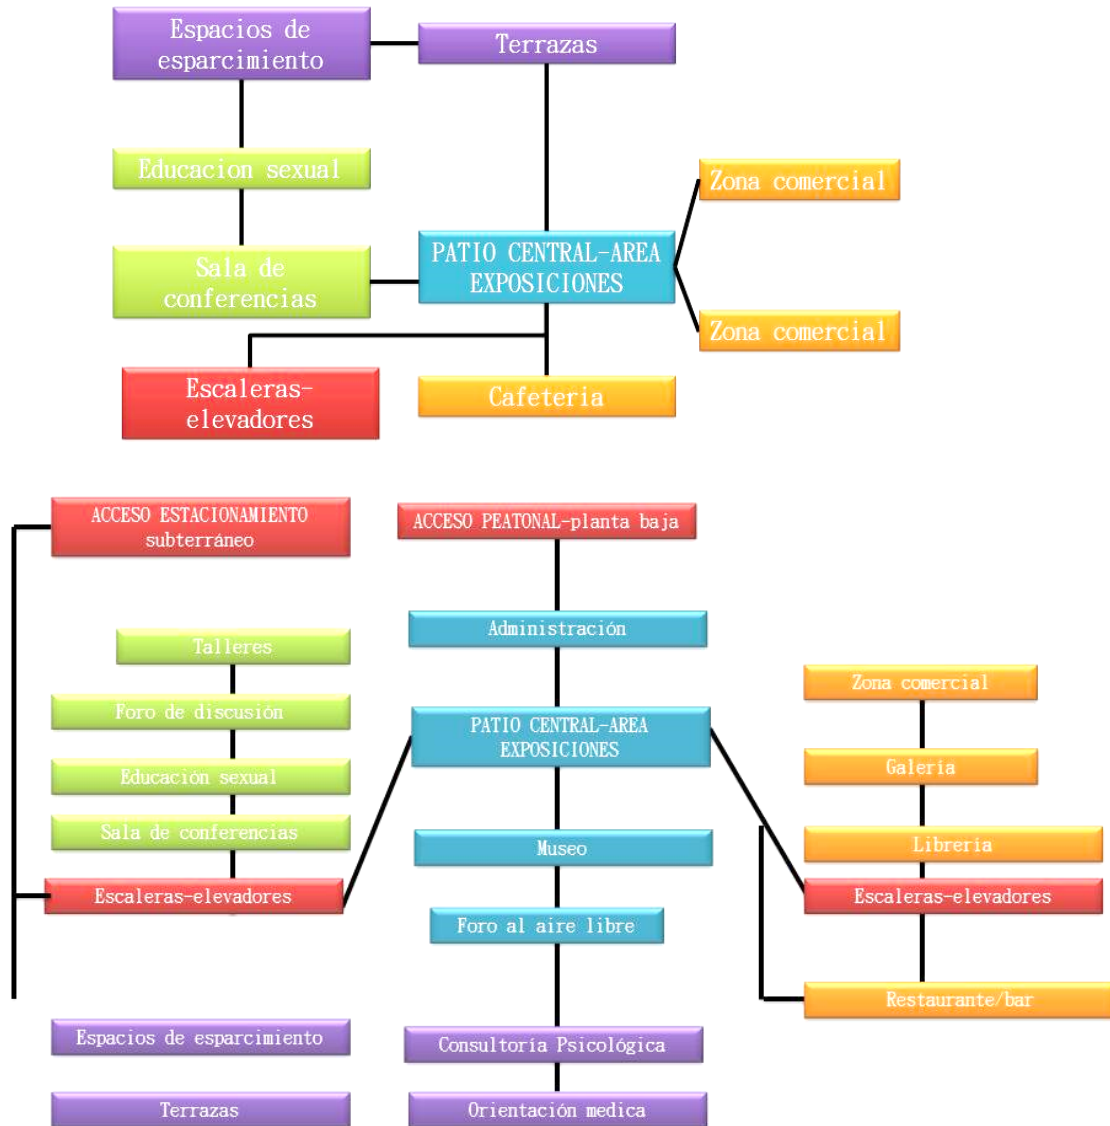 Espacios de
esparcimiento
Terrazas
Educacion sexual
Zona comercial
Sala de
conferencias
PATIO CENTRAL-AREA
EXPOSICIONES
Zona comercial
Escaleras-
elevadores
Cafeteria
ACCESO ESTACIONAMIENTO
subterráneo
ACCESO PEATONAL-planta baja
Administración
Talleres
Foro de discusión
Educación sexual
Sala de conferencias
Escaleras-elevadores
PATIO CENTRAL-AREA
EXPOSICIONES
Museo
Foro al aire libre
Zona comercial
Galería
Librería
Escaleras-elevadores
Restaurante/bar
Espacios de esparcimiento
Consultoría Psicológica
Terrazas
Orientación medica